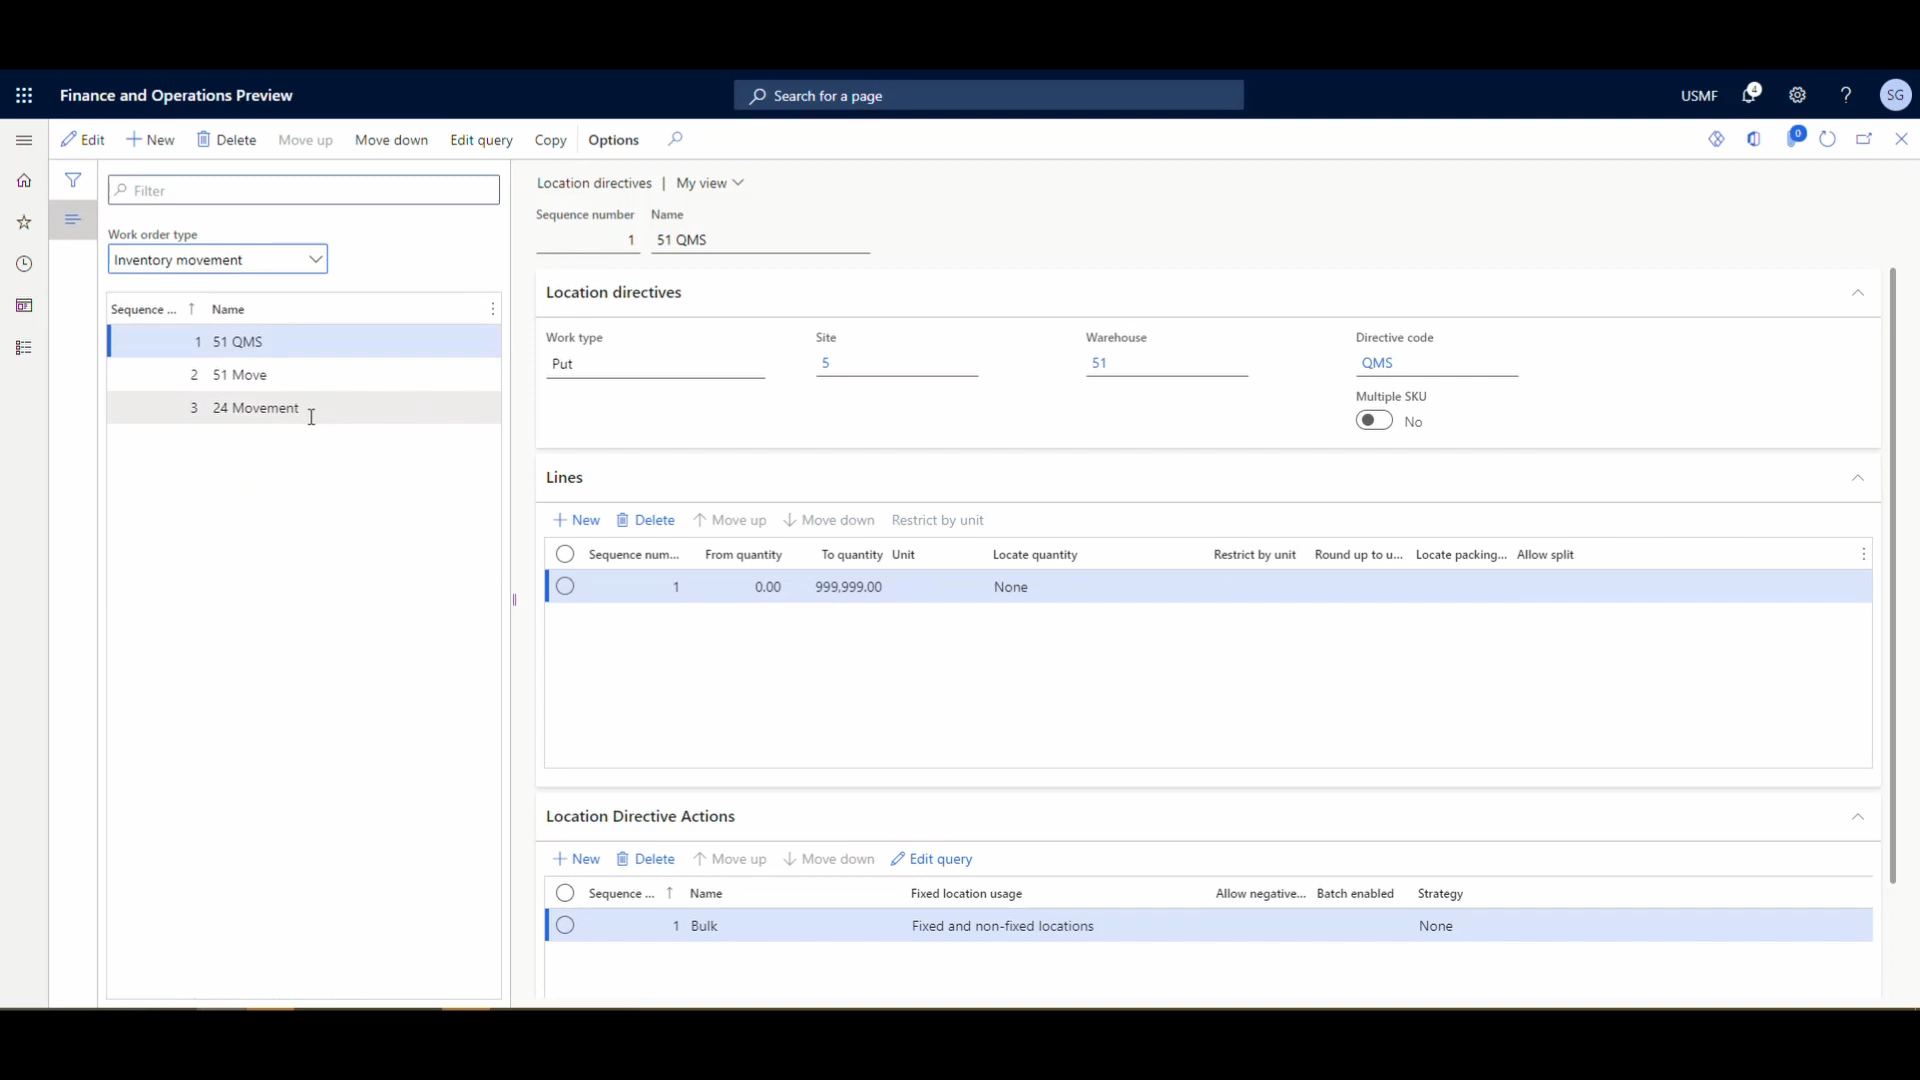 Finance and Operations Preview
Search for a page
USMF
4
?
SG
Edit
New
Delete
Move up
Move down
Edit query
Copy
Options
0
Filter
Work order type
Inventory movement
Sequence ... Name
1 51 QMS
2 51 Move
3 24 Movement
Location directives | My view
Sequence number Name
1 51 QMS
Location directives
Work type Site Warehouse Directive code
Put 5 51 QMS
Multiple SKU
No
Lines
New Delete Move up Move down Restrict by unit
Sequence num... From quantity To quantity Unit Locate quantity Restrict by unit Round up to u... Locate packing... Allow split
1 0.00 999,999.00 None
Location Directive Actions
New Delete Move up Move down Edit query
Sequence ... Name Fixed location usage Allow negative... Batch enabled Strategy
1 Bulk Fixed and non-fixed locations None